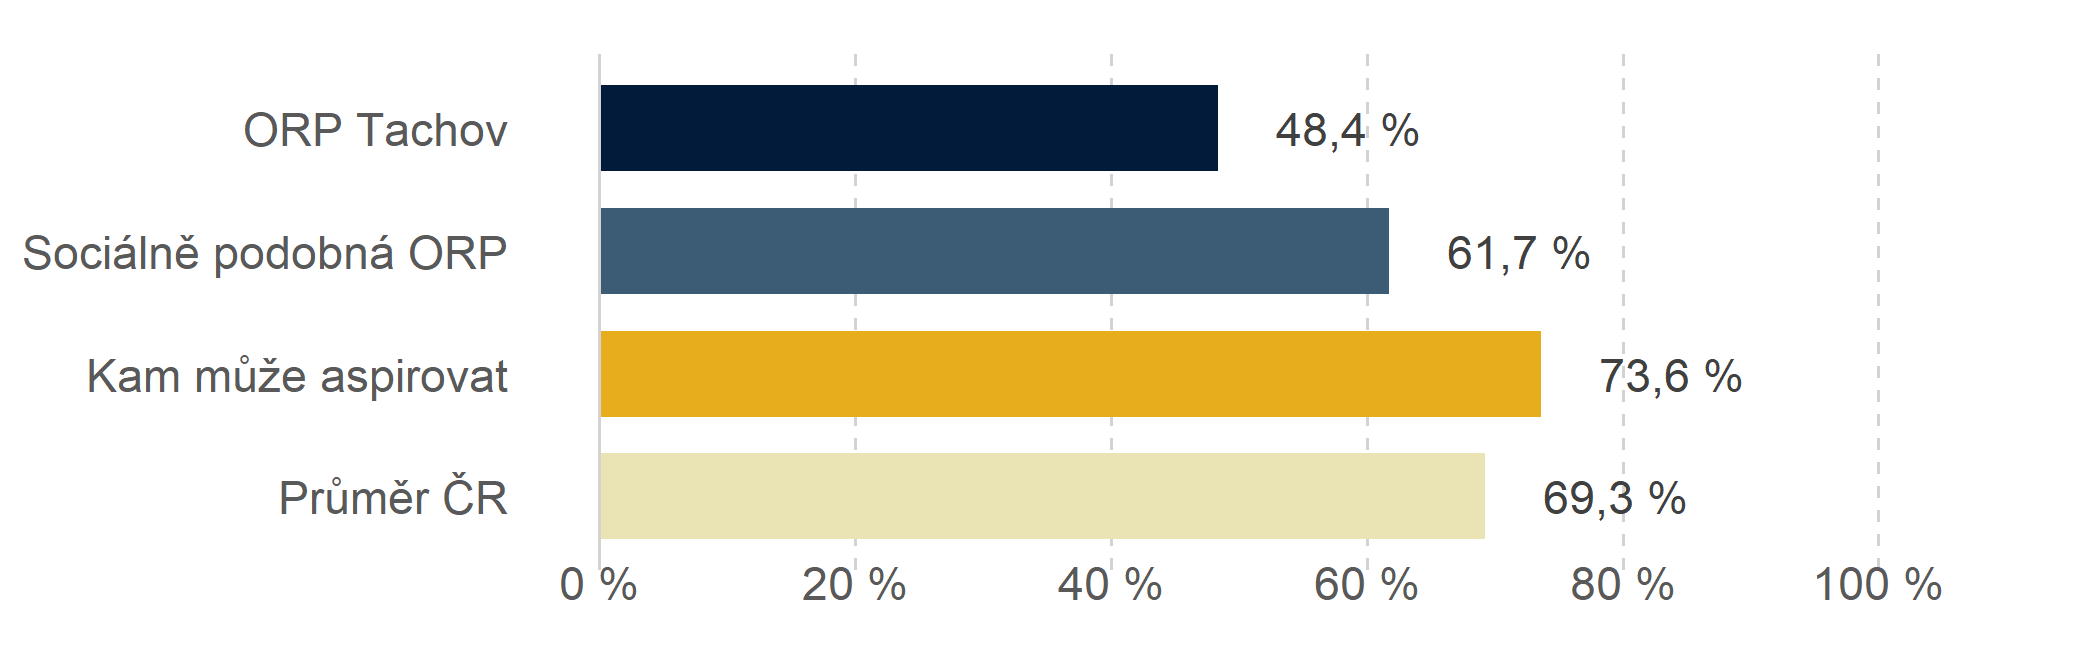 ORP Tachov
48,4 %
Sociálně podobná ORP
61,7 %
Kam může aspirovat
73,6 %
Průměr ČR
69,3 %
0 %
20 %
40 %
60 %
80 %
100 %